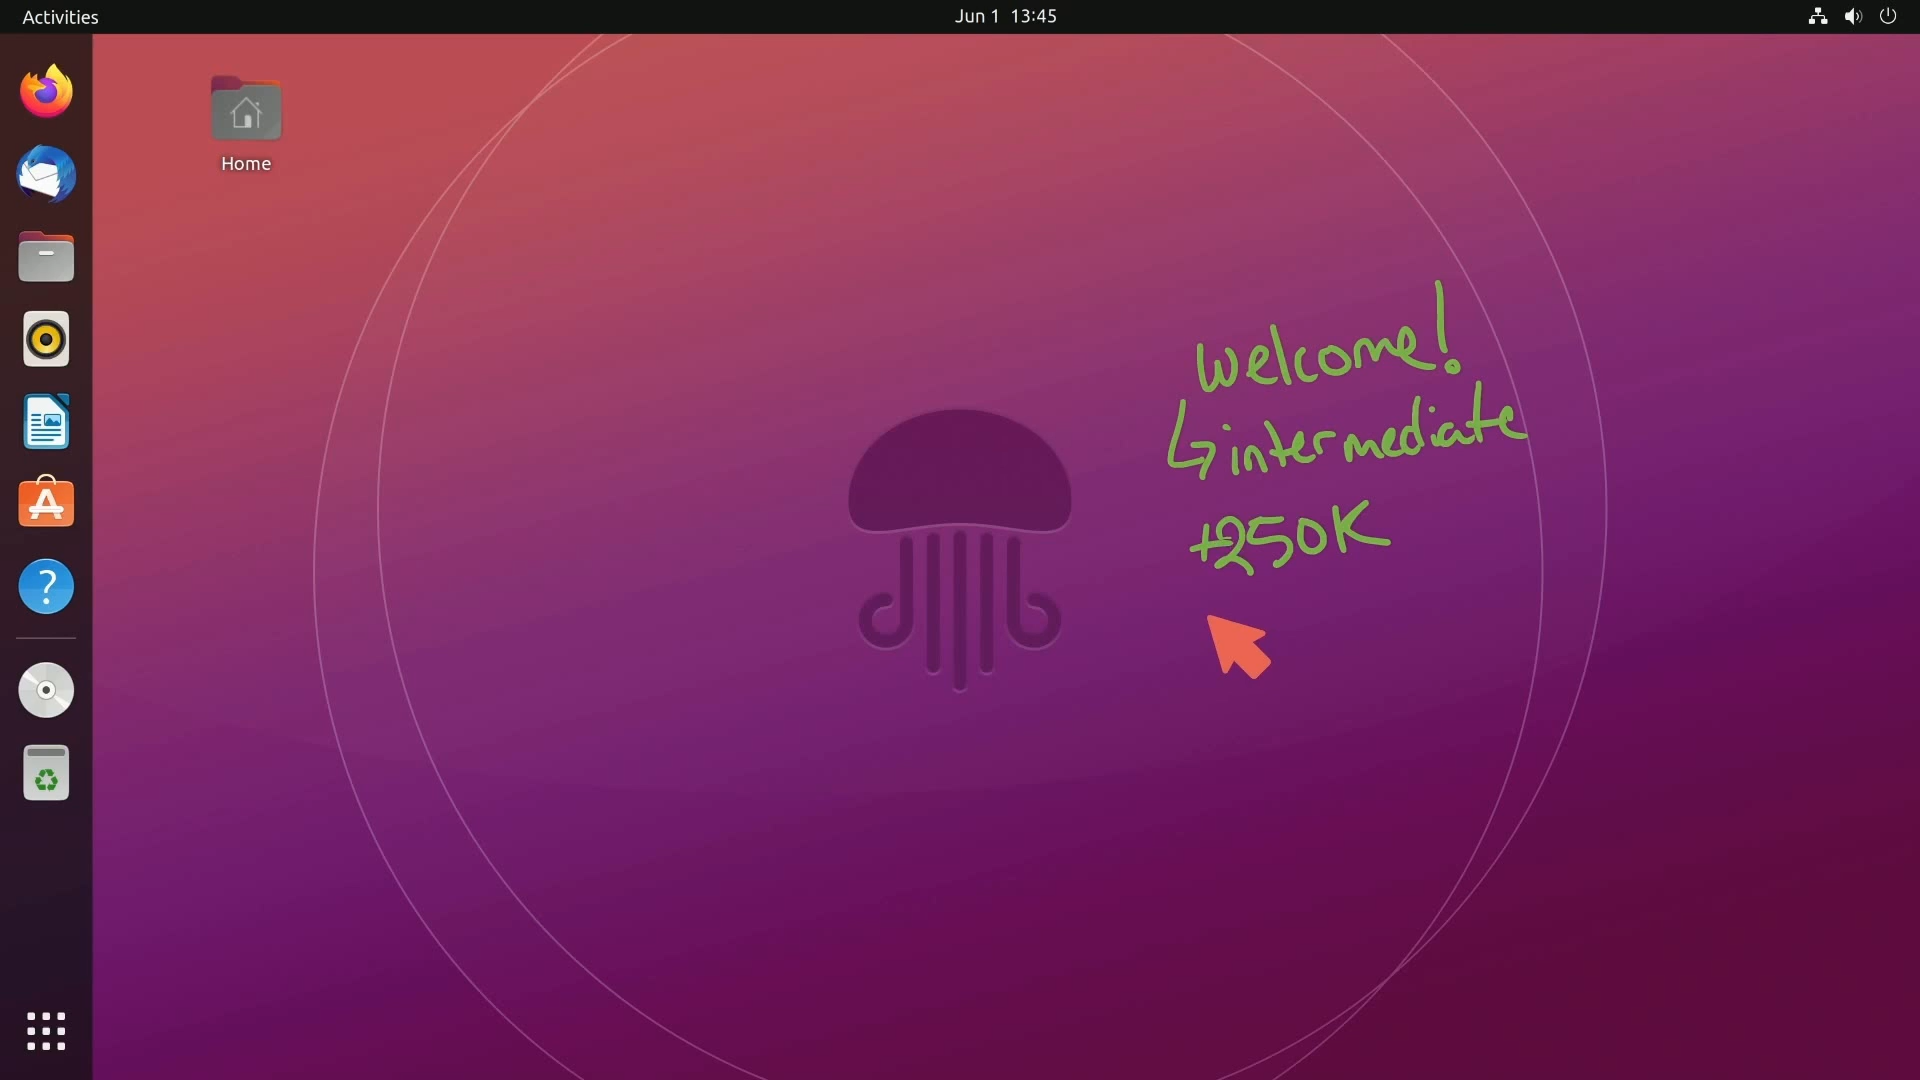 Activities
Jun 1 13:45
Home
welcome!
intermediate
+250K